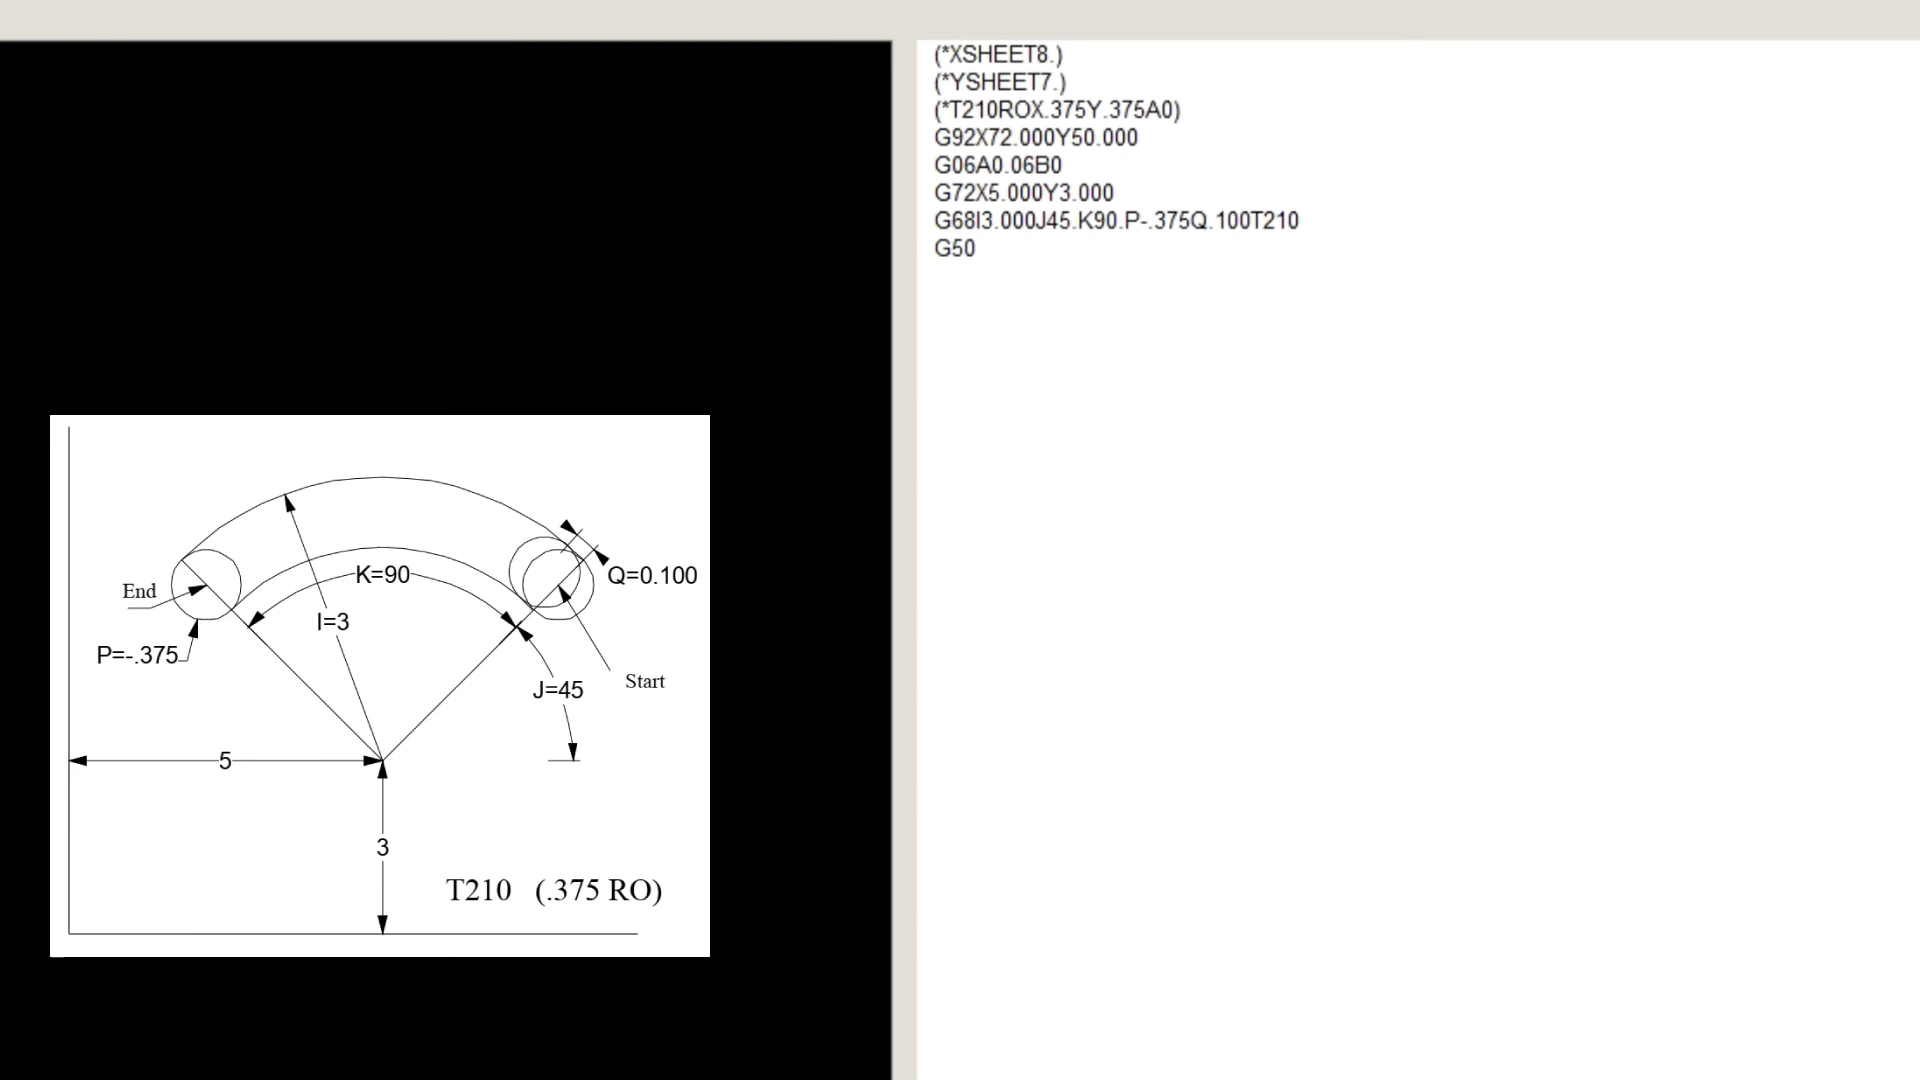 (*XSHEET8.)
(*YSHEET7.)
(*T210ROX.375Y.375A0)
G92X72.000Y50.000
G06A0.06B0
G72X5.000Y3.000
G68I3.000J45.K90.P-.375Q.100T210
G50
K=90
Q=0.100
End
I=3
P=-.375
Start
J=45
5
3
T210 (.375 RO)